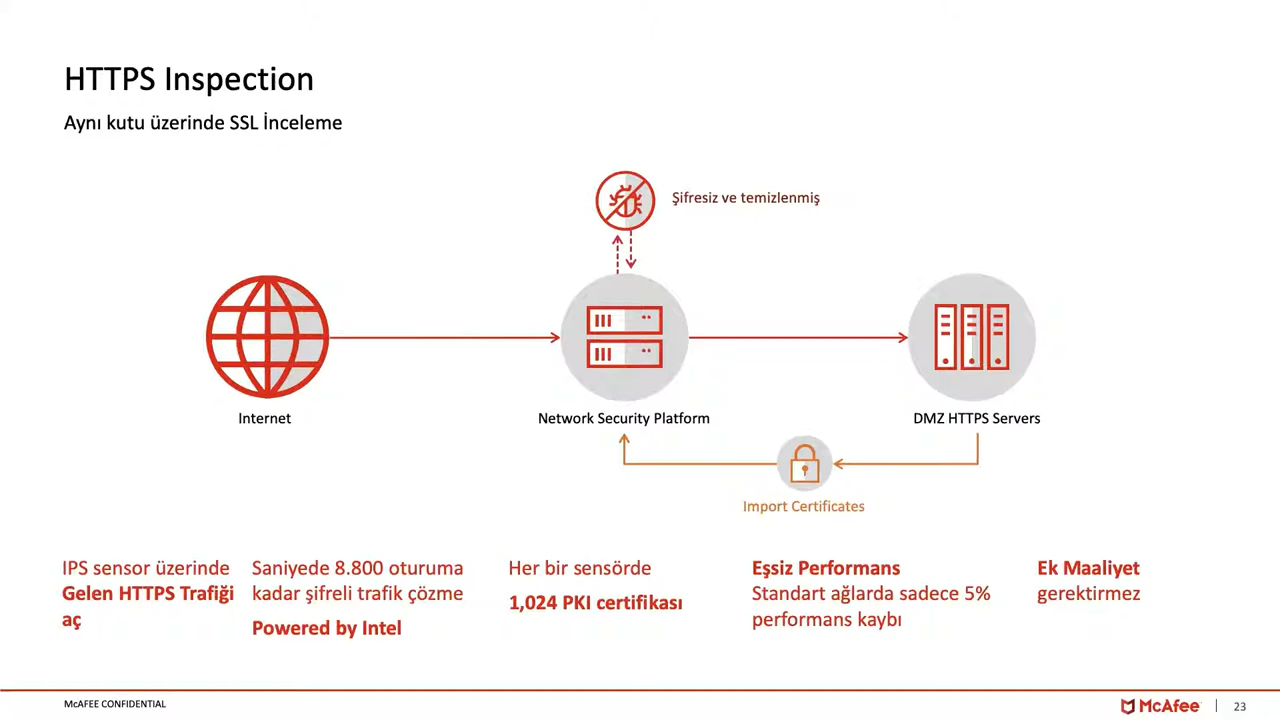 HTTPS Inspection
Aynı kutu üzerinde SSL İnceleme
Şifresiz ve temizlenmiş
Internet
Network Security Platform
DMZ HTTPS Servers
Import Certificates
IPS sensor üzerinde
Gelen HTTPS Trafiği
aç
Saniyede 8.800 oturuma
kadar şifreli trafik çözme
Powered by Intel
Her bir sensörde
1,024 PKI certifikası
Eşsiz Performans
Standart ağlarda sadece 5%
performans kaybı
Ek Maaliyet
gerektirmez
McAFEE CONFIDENTIAL
McAfee
23